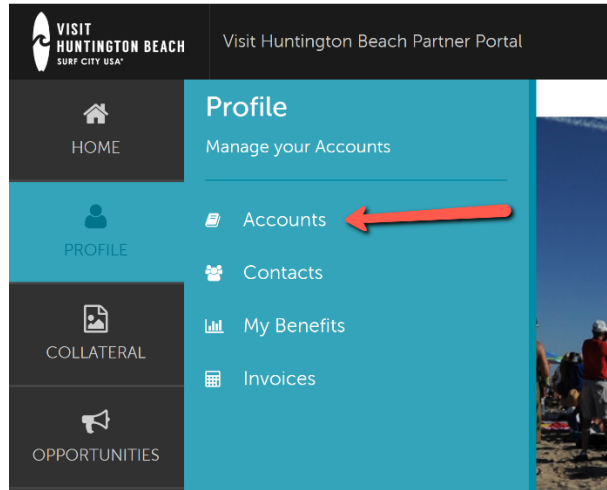 VISIT
HUNTINGTON BEACH
SURF CITY USA®
Visit Huntington Beach Partner Portal
HOME
PROFILE
COLLATERAL
OPPORTUNITIES
Profile
Manage your Accounts
Accounts
Contacts
My Benefits
Invoices